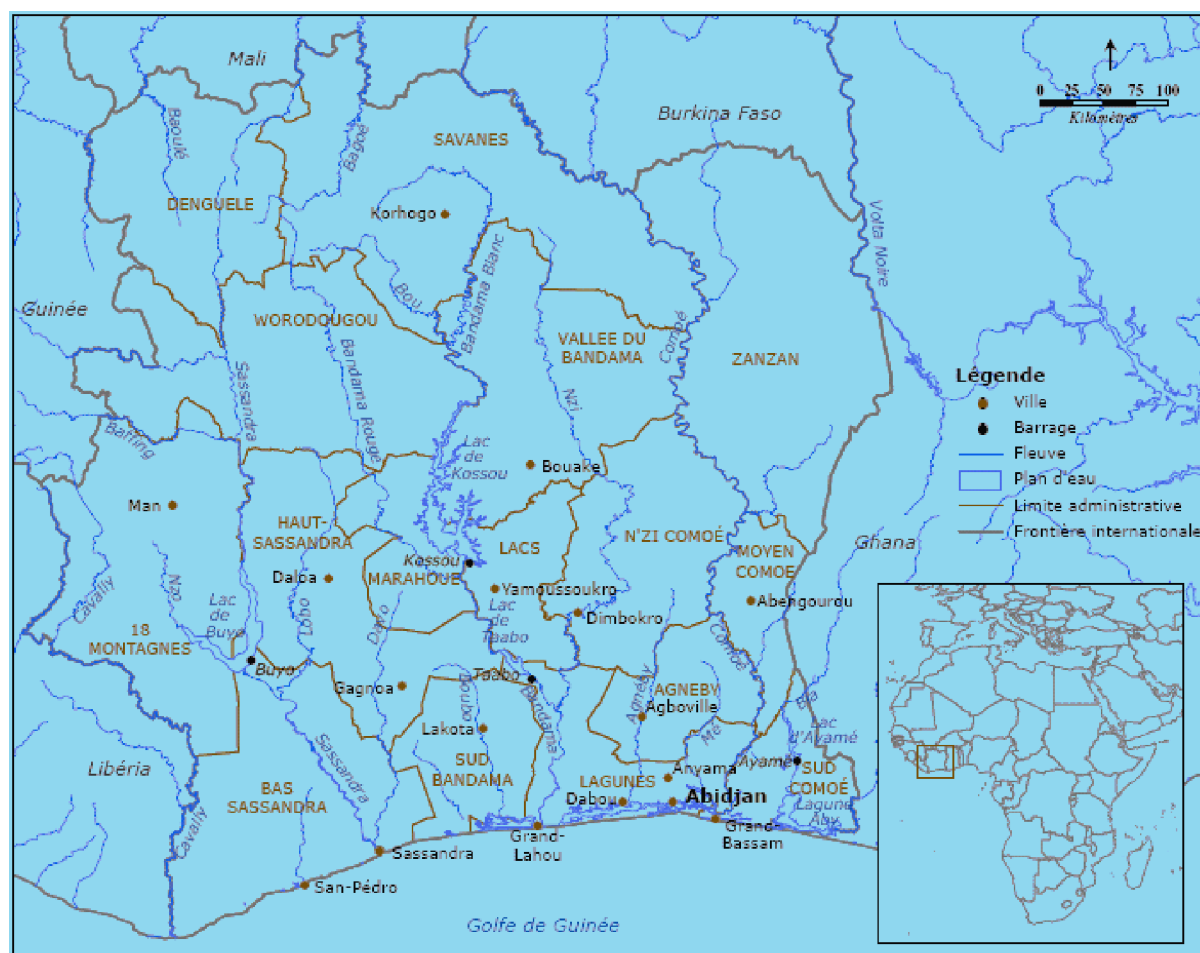 Mali
Burkina Faso
0 25 50 75 100
Kilomètres
Baoulé
Bagoé
SAVANES
DENGUELE
Korhogo
Volta Noire
Guinée
Bou
Bandama Blanc
WORODOUGOU
VALLEE DU
BANDAMA
Comoé
ZANZAN
Sassandra
Bandama Rouge
Nzi
Légende
Ville
Barrage
Fleuve
Plan d'eau
Limite administrative
Frontière internationale
Baffing
Lac
de
Kossou
Bouake
Man
HAUT-
SASSANDRA
LACS
N'ZI COMOÉ
MOYEN
COMOE
Ghana
Kossou
MARAHOUE
Daloa
Yamoussoukro
Abengourou
Cavally
Nzo
Lac
de
Buyo
Lobo
Davo
Lac
de
Taabo
Dimbokro
Comoé
18
MONTAGNES
Buyo
Gagnoa
Taabo
Boubo
Bandama
Agnéby
AGNEBY
Agboville
Mé
Bia
Lac
d'Ayamé
Lakota
Libéria
Sassandra
SUD
BANDAMA
LAGUNES
Anyama
Ayamé
SUD
COMOÉ
BAS
SASSANDRA
Dabou
Abidjan
Lagune
Aby
Cavally
Grand-
Lahou
Grand-
Bassam
Sassandra
San-Pédro
Golfe de Guinée